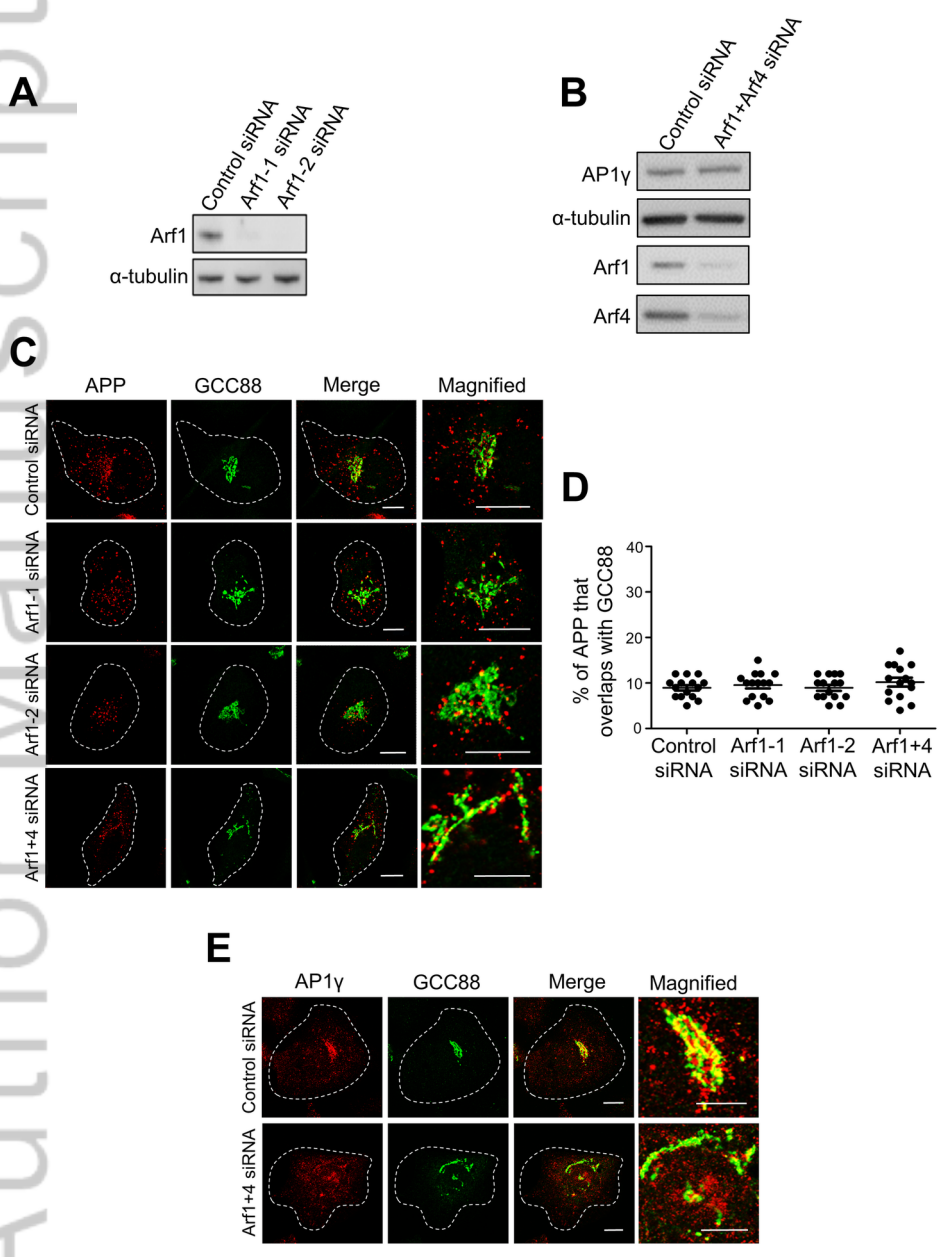 Author Manuscript
A
Control siRNA
Arf1-1 siRNA
Arf1-2 siRNA
Arf1
α-tubulin
B
Control siRNA
Arf1+Arf4 siRNA
AP1γ
α-tubulin
Arf1
Arf4
C
APP GCC88 Merge Magnified
Control siRNA
Arf1-1 siRNA
Arf1-2 siRNA
Arf1+4 siRNA
D
% of APP that
overlaps with GCC88
40
30
20
10
0
Control Arf1-1 Arf1-2 Arf1+4
siRNA siRNA siRNA siRNA
E
AP1γ GCC88 Merge Magnified
Control siRNA
Arf1+4 siRNA